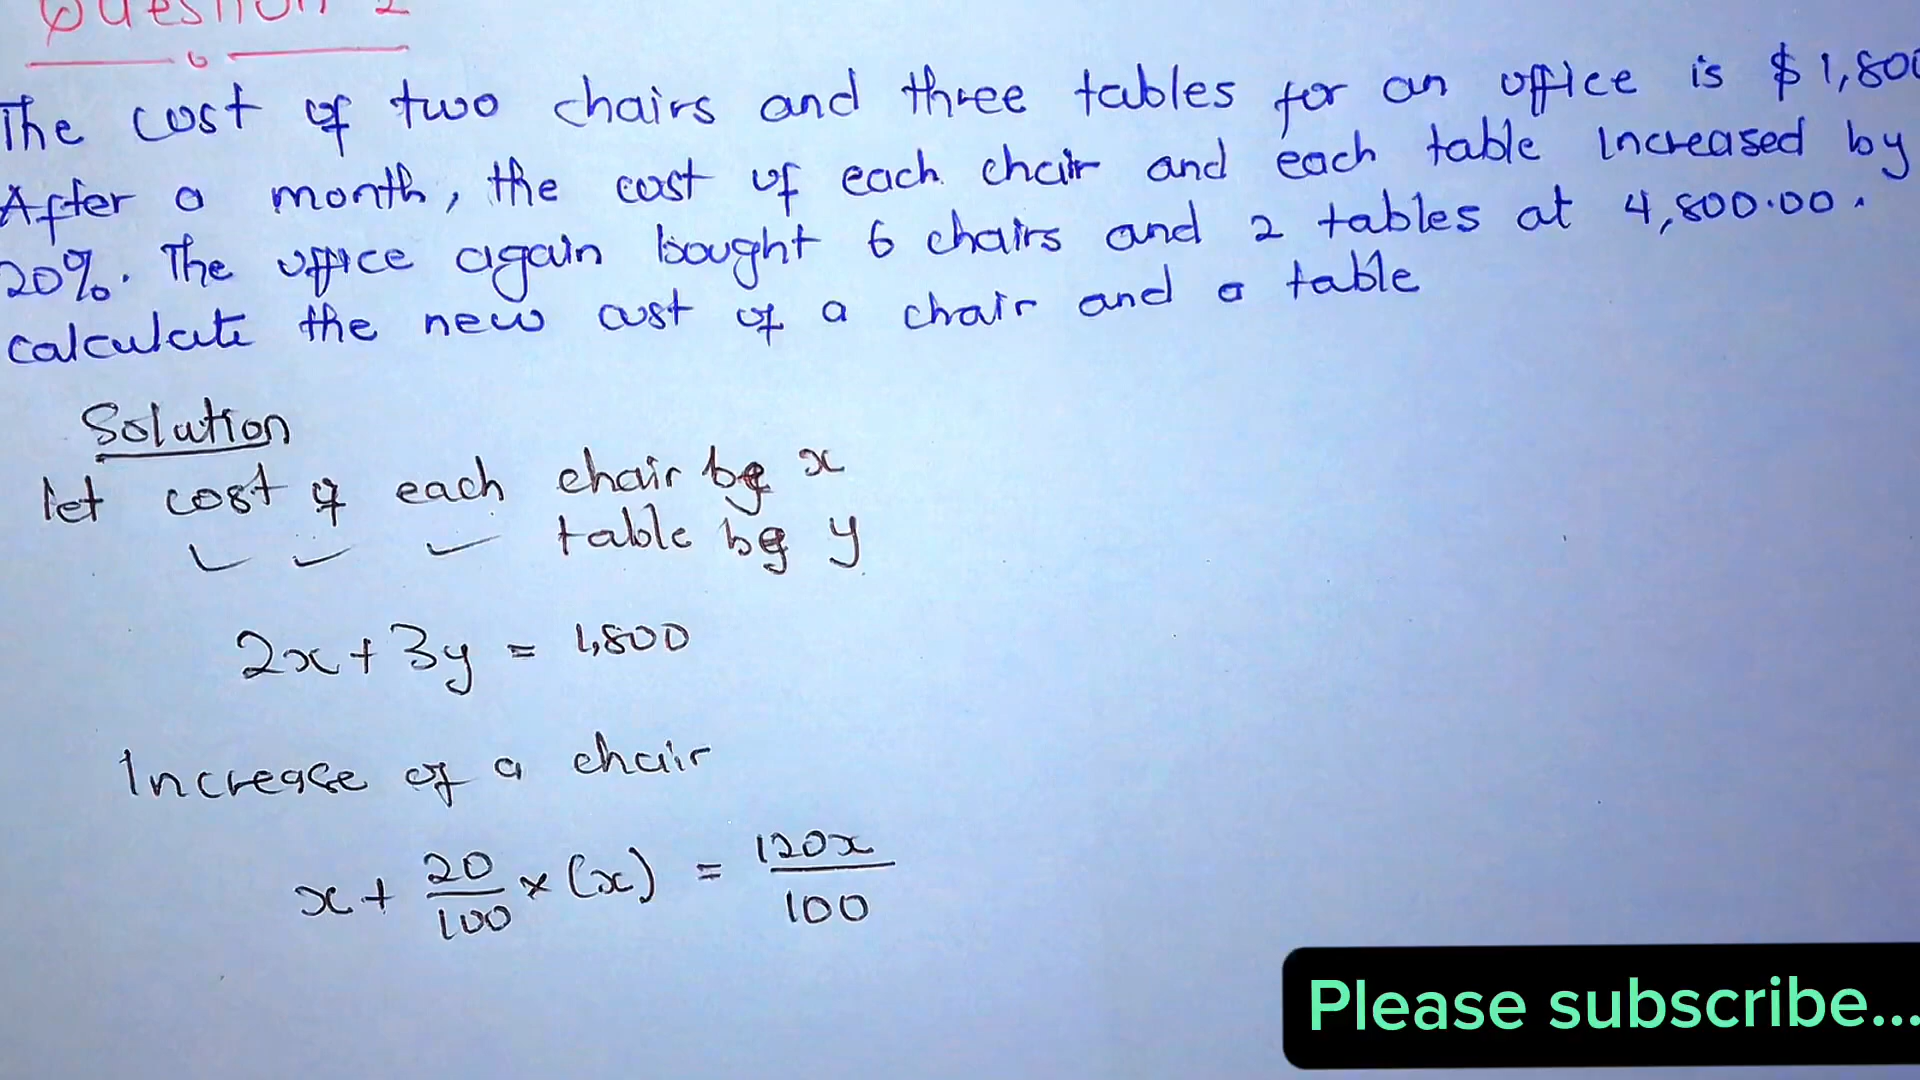 Question 2
The cost of two chairs and three tables for an office is $1,800
After a month, the cost of each chair and each table increased by
20%. The office again bought 6 chairs and 2 tables at 4,800.00.
calculate the new cost of a chair and a table
Solution
let cost of each chair be x
table be y
2x + 3y = 1,800
Increase of a chair
x + 20/100 × (x) = 120x/100
Please subscribe...